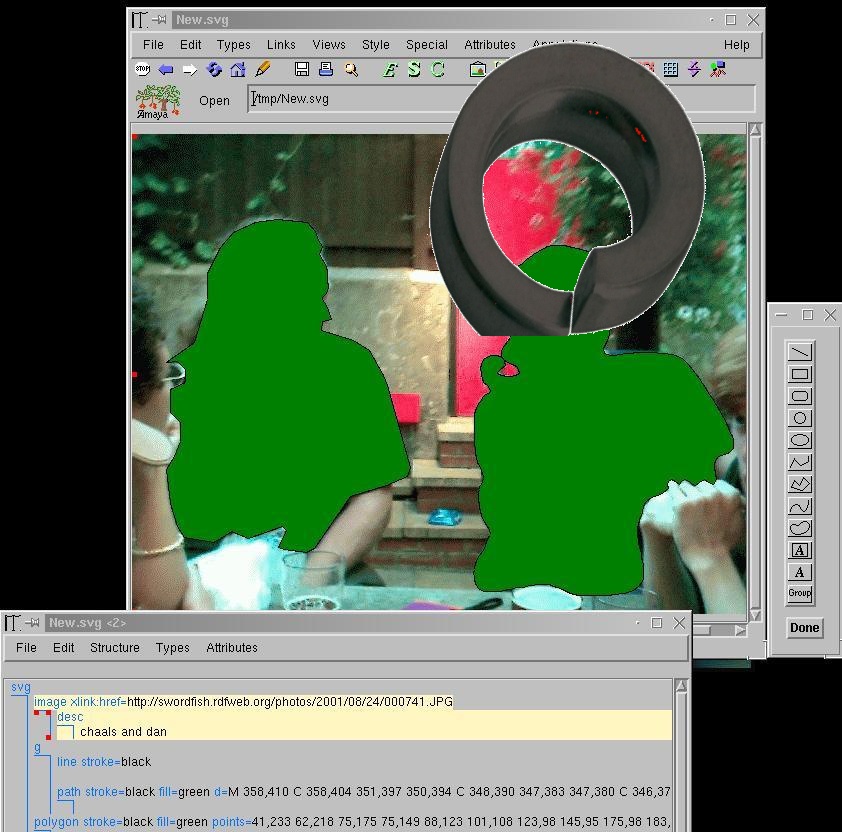 New.svg
File Edit Types Links Views Style Special Attributes Help
STOP
Amaya
Open /tmp/New.svg
A
A
Group
Done
New.svg <2>
File Edit Structure Types Attributes
svg
image xlink:href=http://swordfish.rdfweb.org/photos/2001/08/24/000741.JPG
desc
chaals and dan
g
line stroke=black
path stroke=black fill=green d=M 358,410 C 358,404 351,397 350,394 C 348,390 347,383 347,380 C 346,37
polygon stroke=black fill=green points=41,233 62,218 75,175 75,149 88,123 101,108 123,98 145,95 175,98 183,